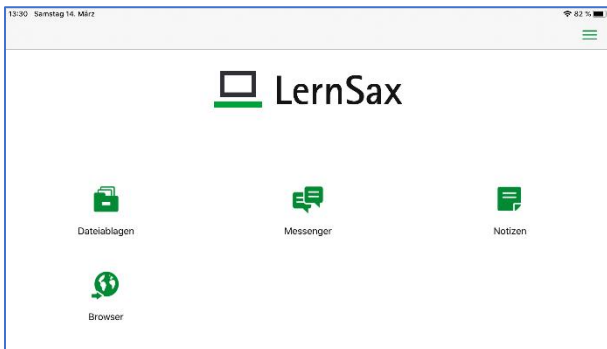 13:30 Samstag 14. März 82 %
LernSax
Dateiablagen Messenger Notizen
Browser